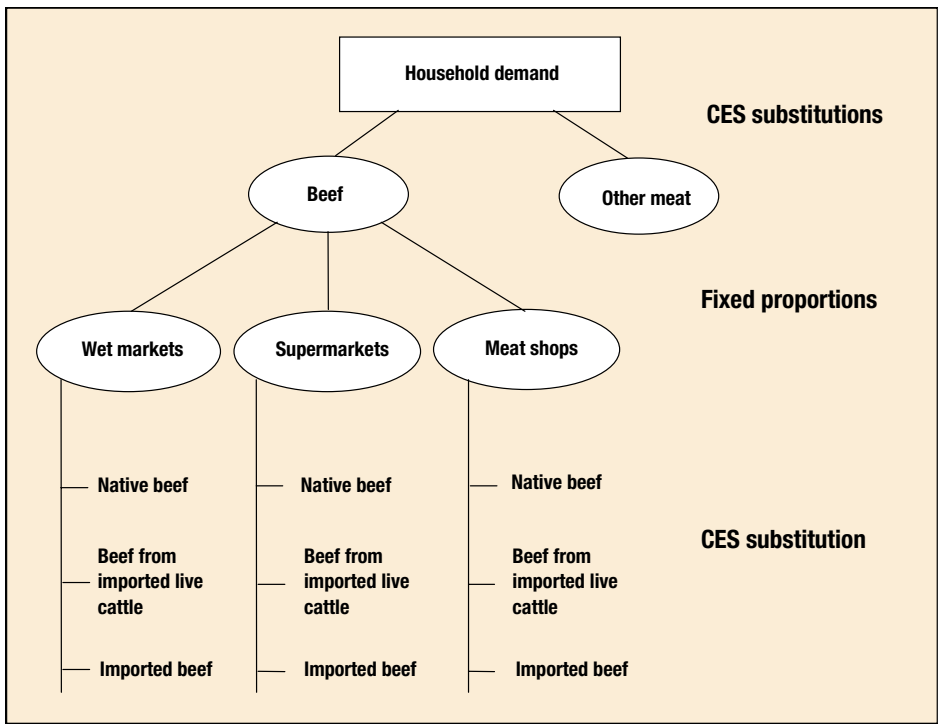 Household demand
CES substitutions
Beef
Other meat
Fixed proportions
Wet markets
Supermarkets
Meat shops
Native beef
Native beef
Native beef
CES substitution
Beef from
imported live
cattle
Beef from
imported live
cattle
Beef from
imported live
cattle
Imported beef
Imported beef
Imported beef